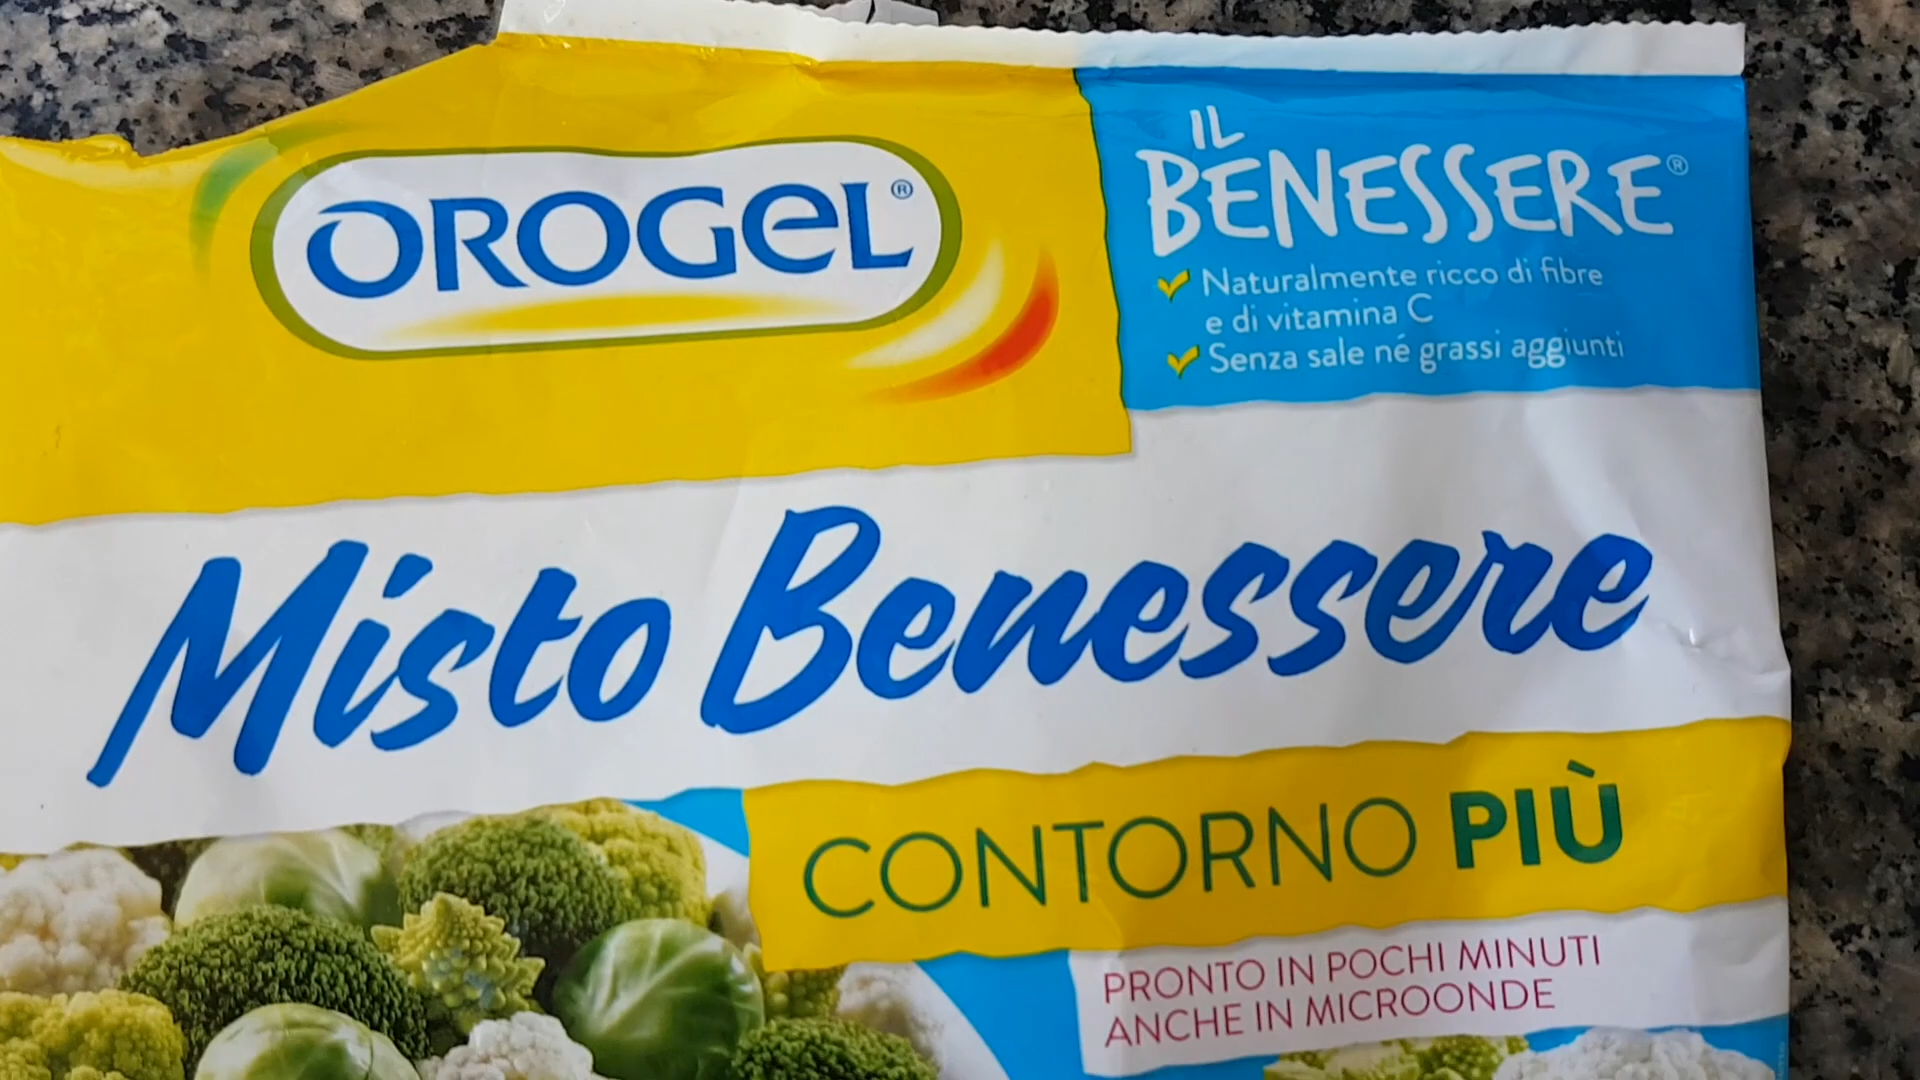 OROGEL®
IL
BENESSERE®
Naturalmente ricco di fibre
e di vitamina C
Senza sale né grassi aggiunti
Misto Benessere
CONTORNO PIÙ
PRONTO IN POCHI MINUTI
ANCHE IN MICROONDE